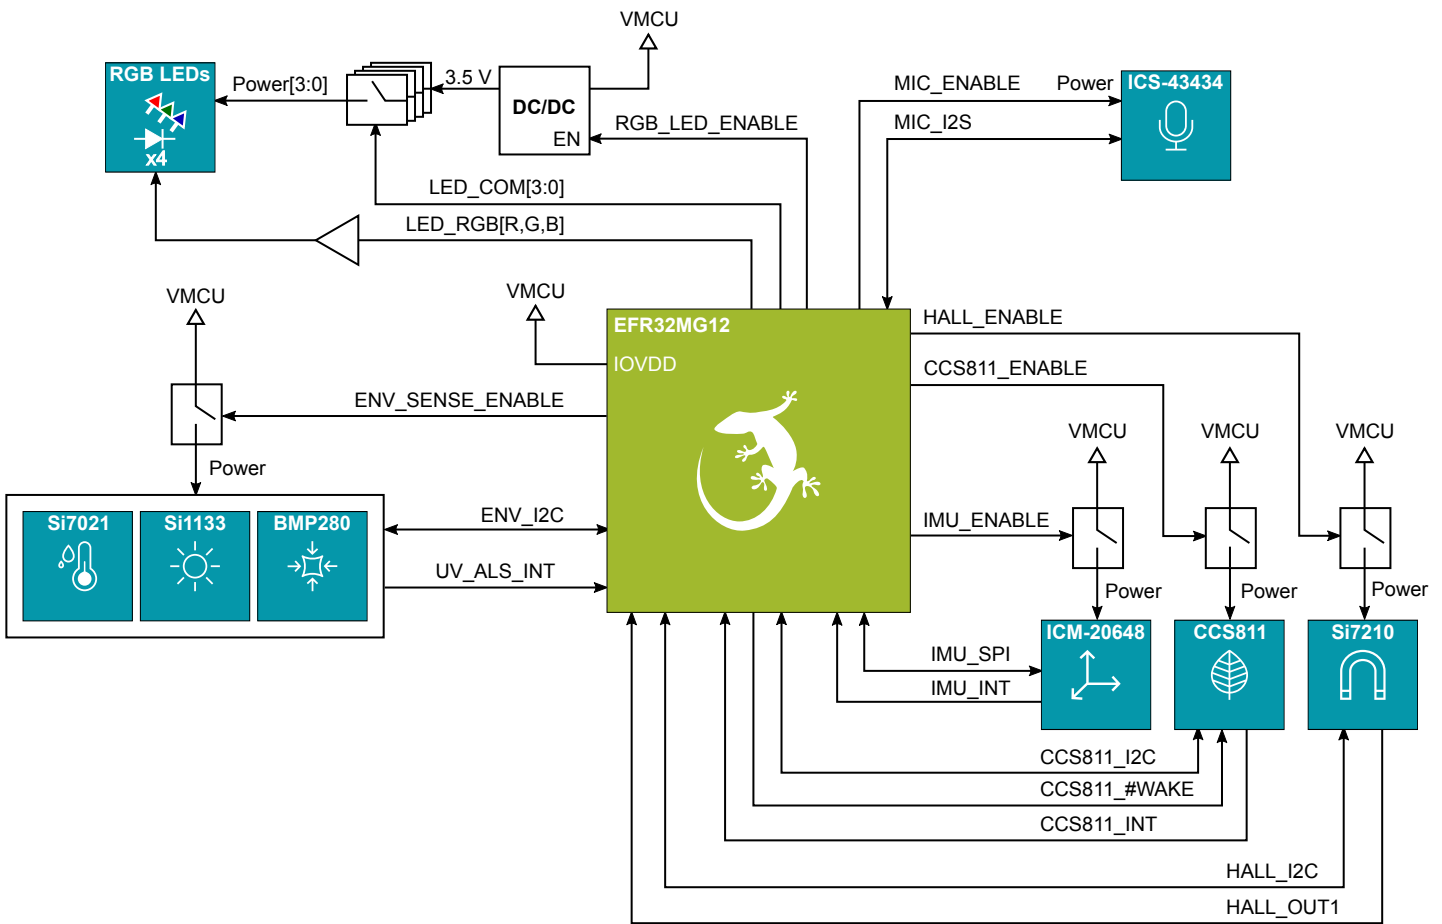 VMCU
RGB LEDs
x4
Power[3:0]
3.5 V
DC/DC
EN
RGB_LED_ENABLE
LED_COM[3:0]
LED_RGB[R,G,B]
MIC_ENABLE
Power
MIC_I2S
ICS-43434
VMCU
VMCU
EFR32MG12
IOVDD
HALL_ENABLE
CCS811_ENABLE
ENV_SENSE_ENABLE
Power
VMCU
VMCU
VMCU
Si7021
Si1133
BMP280
ENV_I2C
UV_ALS_INT
IMU_ENABLE
Power
Power
Power
ICM-20648
CCS811
Si7210
IMU_SPI
IMU_INT
CCS811_I2C
CCS811_#WAKE
CCS811_INT
HALL_I2C
HALL_OUT1